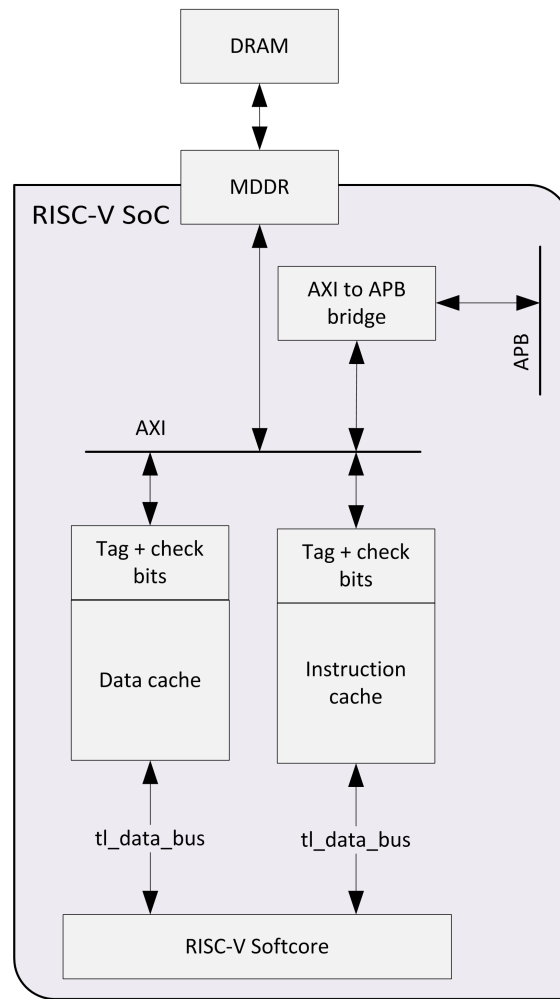 DRAM
MDDR
RISC-V SoC
AXI to APB
bridge
APB
AXI
Tag + check
bits
Tag + check
bits
Data cache
Instruction
cache
tl_data_bus
tl_data_bus
RISC-V Softcore